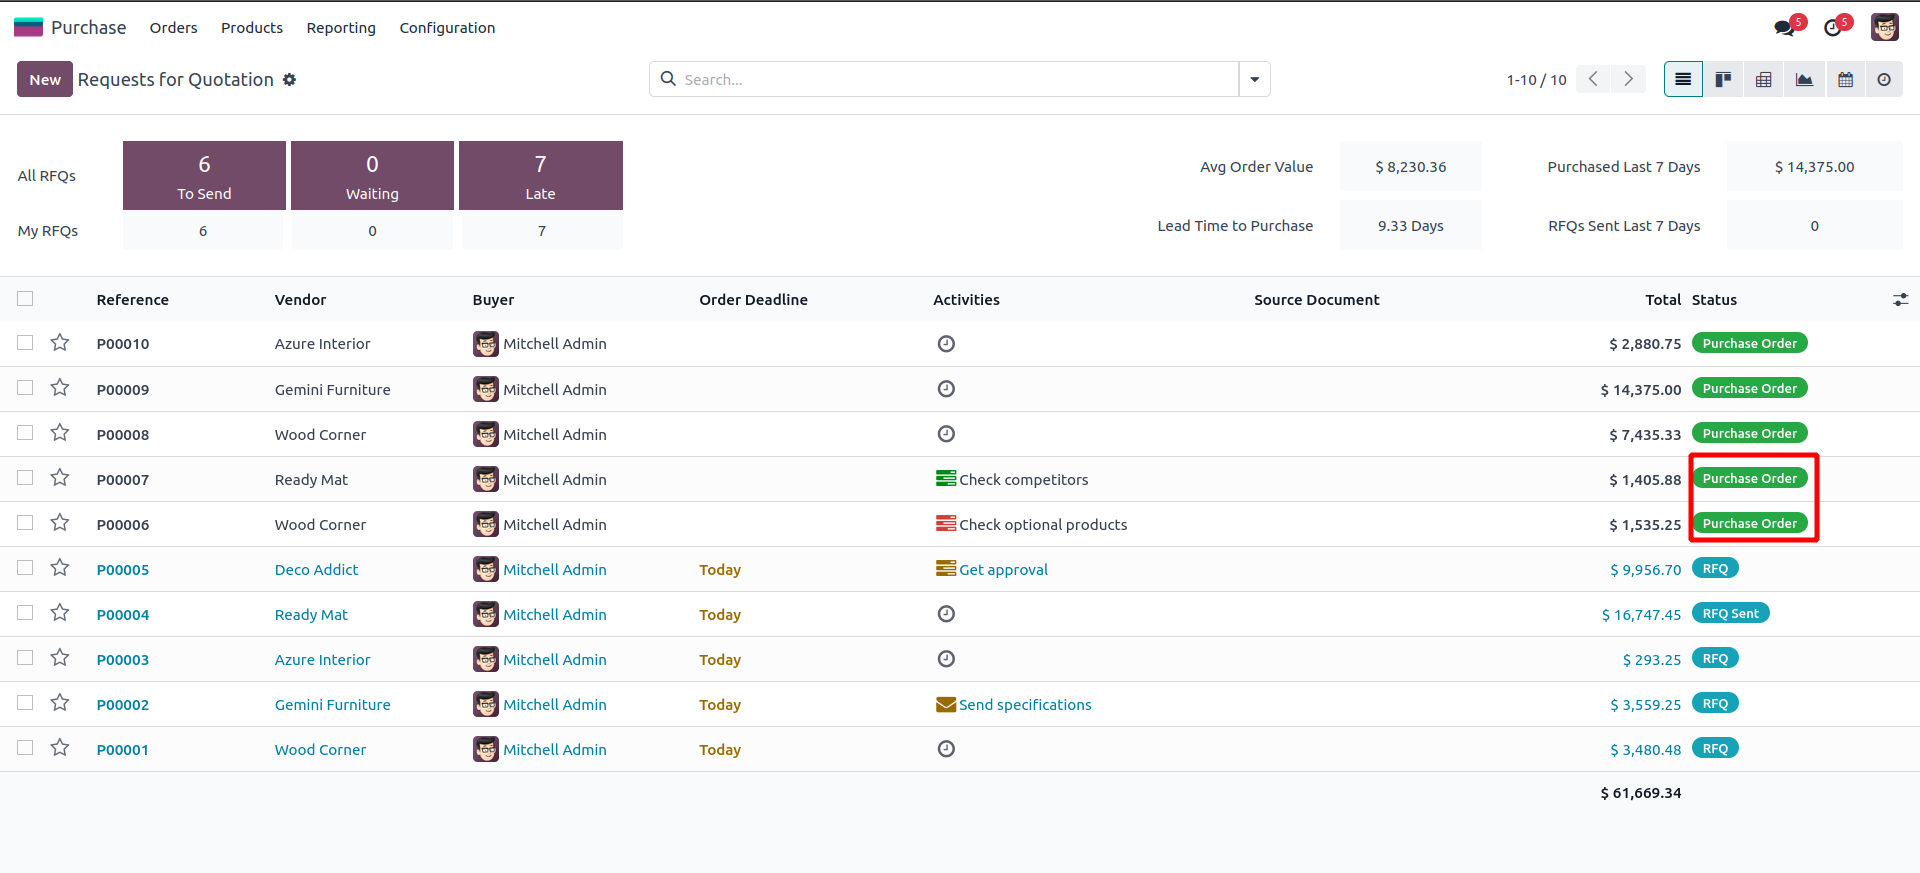 Purchase Orders Products Reporting Configuration 5 5
New Requests for Quotation Search... 1-10 / 10
All RFQs 6 To Send 0 Waiting 7 Late Avg Order Value $ 8,230.36 Purchased Last 7 Days $ 14,375.00
My RFQs 6 0 7 Lead Time to Purchase 9.33 Days RFQs Sent Last 7 Days 0
Reference Vendor Buyer Order Deadline Activities Source Document Total Status
P00010 Azure Interior Mitchell Admin $ 2,880.75 Purchase Order
P00009 Gemini Furniture Mitchell Admin $ 14,375.00 Purchase Order
P00008 Wood Corner Mitchell Admin $ 7,435.33 Purchase Order
P00007 Ready Mat Mitchell Admin Check competitors $ 1,405.88 Purchase Order
P00006 Wood Corner Mitchell Admin Check optional products $ 1,535.25 Purchase Order
P00005 Deco Addict Mitchell Admin Today Get approval $ 9,956.70 RFQ
P00004 Ready Mat Mitchell Admin Today $ 16,747.45 RFQ Sent
P00003 Azure Interior Mitchell Admin Today $ 293.25 RFQ
P00002 Gemini Furniture Mitchell Admin Today Send specifications $ 3,559.25 RFQ
P00001 Wood Corner Mitchell Admin Today $ 3,480.48 RFQ
$ 61,669.34